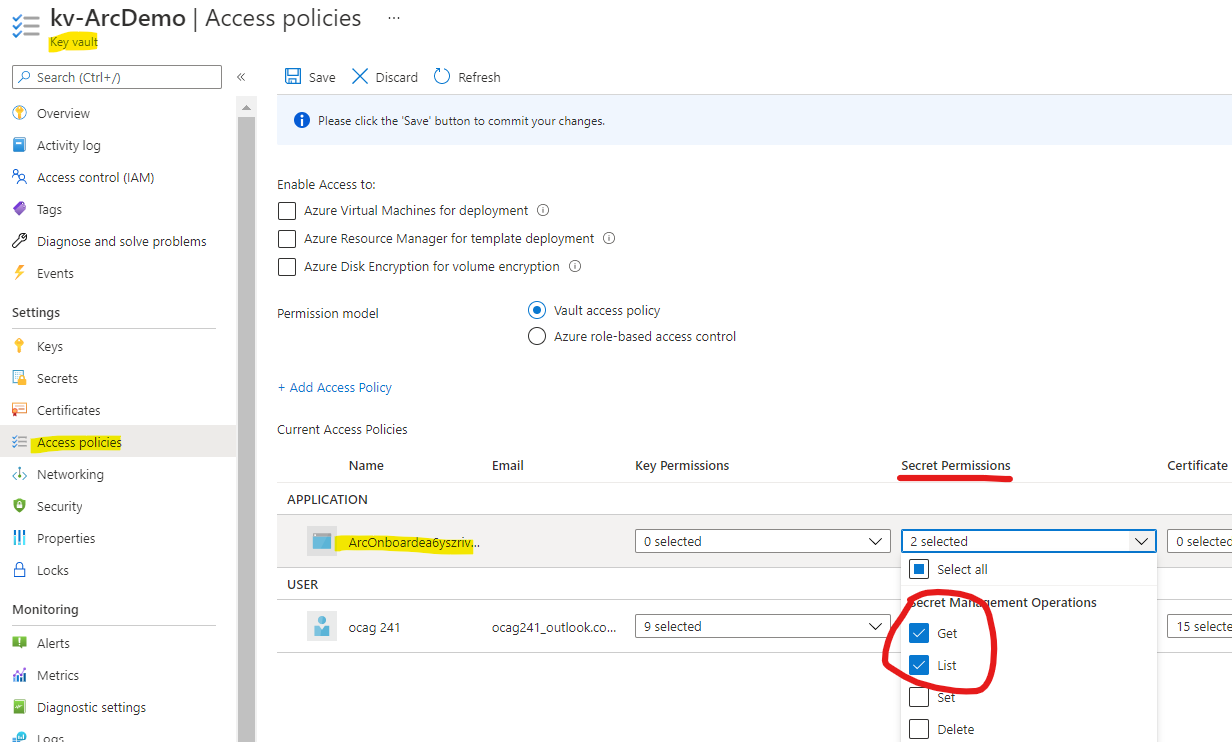 kv-ArcDemo | Access policies ...
Key vault
Search (Ctrl+/)
«
Overview
Activity log
Access control (IAM)
Tags
Diagnose and solve problems
Events
Settings
Keys
Secrets
Certificates
Access policies
Networking
Security
Properties
Locks
Monitoring
Alerts
Metrics
Diagnostic settings
Logs
Save Discard Refresh
Please click the 'Save' button to commit your changes.
Enable Access to:
Azure Virtual Machines for deployment
Azure Resource Manager for template deployment
Azure Disk Encryption for volume encryption
Permission model
Vault access policy
Azure role-based access control
+ Add Access Policy
Current Access Policies
Name Email Key Permissions Secret Permissions Certificate
APPLICATION
ArcOnboardea6yszriv... 0 selected 2 selected 0 selected
Select all
USER
Secret Management Operations
ocag 241 ocag241_outlook.co... 9 selected 15 selecte
Get
List
Set
Delete